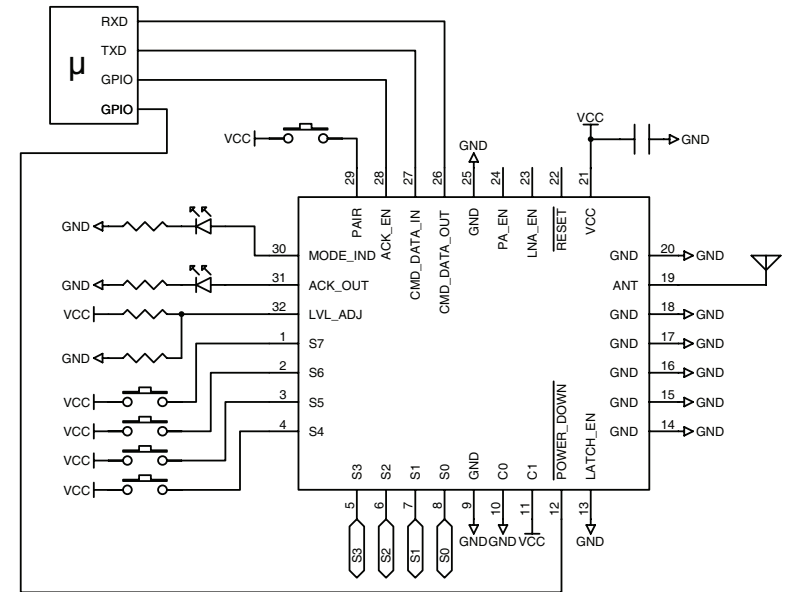 RXD
TXD
µ
GPIO
GPIO
VCC
GND
VCC
GND
29
28
27
26
25
24
23
22
21
PAIR
ACK_EN
CMD_DATA_IN
CMD_DATA_OUT
GND
PA_EN
LNA_EN
RESET
VCC
GND
30
MODE_IND
GND
20
GND
GND
31
ACK_OUT
ANT
19
VCC
32
LVL_ADJ
GND
18
GND
GND
1
S7
GND
17
GND
2
S6
GND
16
GND
VCC
3
S5
GND
15
GND
VCC
4
S4
GND
14
GND
VCC
VCC
S3
S2
S1
S0
GND
C0
C1
POWER_DOWN
LATCH_EN
5
6
7
8
9
10
11
12
13
S3
S2
S1
S0
GND
GND
VCC
GND